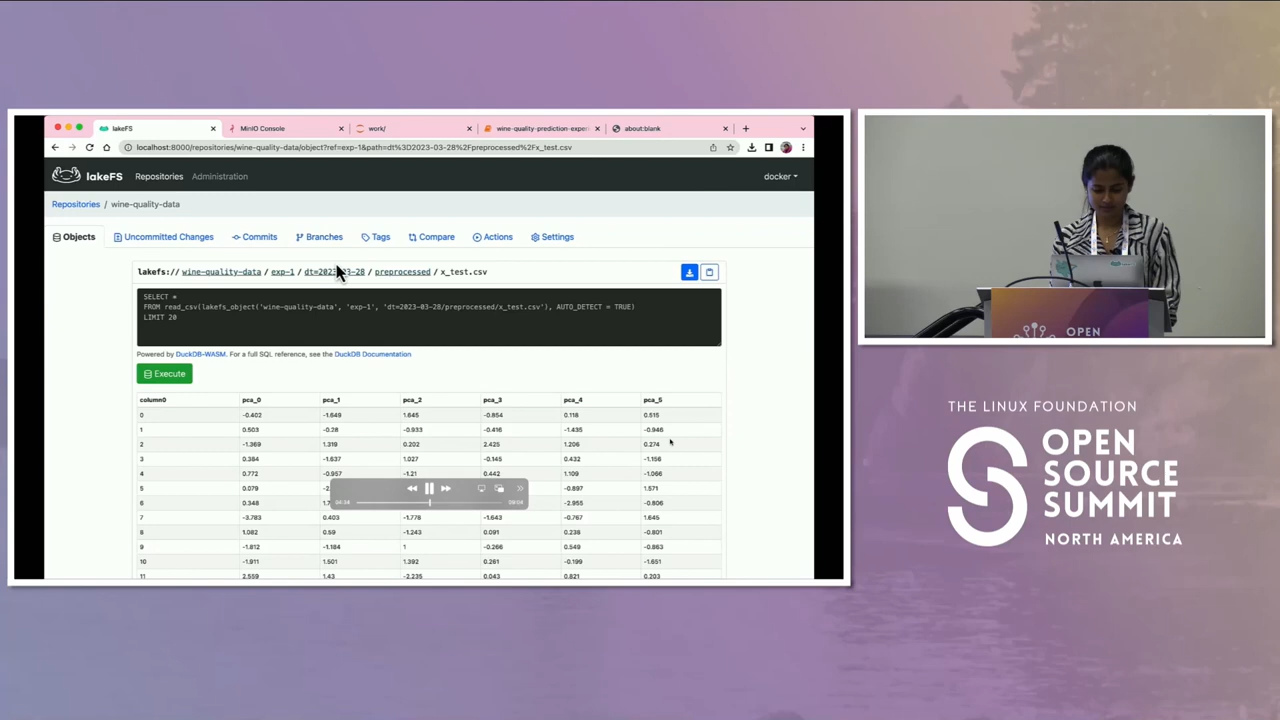 lakeFS
MinIO Console
work/
wine-quality-prediction-exper
about:blank
localhost:8000/repositories/wine-quality-data/object?ref=exp-1&path=dt%3D2023-03-28%2Fpreprocessed%2Fx_test.csv
lakeFS Repositories Administration docker
Repositories / wine-quality-data
Objects Uncommitted Changes Commits Branches Tags Compare Actions Settings
lakefs:// wine-quality-data / exp-1 / dt=2023-03-28 / preprocessed / x_test.csv
SELECT *
FROM read_csv(lakefs_object('wine-quality-data', 'exp-1', 'dt=2023-03-28/preprocessed/x_test.csv'), AUTO_DETECT = TRUE)
LIMIT 20
Powered by DuckDB-WASM. For a full SQL reference, see the DuckDB Documentation
Execute
column0 pca_0 pca_1 pca_2 pca_3 pca_4 pca_5
0 -0.402 -1.649 1.645 -0.854 0.118 0.515
1 0.503 -0.28 -0.933 -0.416 -1.435 -0.946
2 -1.369 1.319 0.202 2.425 1.206 0.274
3 0.384 -1.637 1.027 -0.145 0.432 -1.156
4 0.772 -0.957 -1.21 0.442 1.109 -1.066
5 0.079 -0.897 1.571
6 0.348 -2.955 -0.806
7 -3.783 0.403 -1.778 -1.643 -0.767 1.645
8 1.082 0.59 -1.243 0.091 0.238 -0.801
9 -1.812 -1.184 1 -0.266 0.549 -0.863
10 -1.911 1.501 1.392 0.261 -0.199 -1.651
11 2.559 1.43 -2.235 0.043 0.821 0.203
OPEN
THE LINUX FOUNDATION
OPEN
SOURCE
SUMMIT
NORTH AMERICA